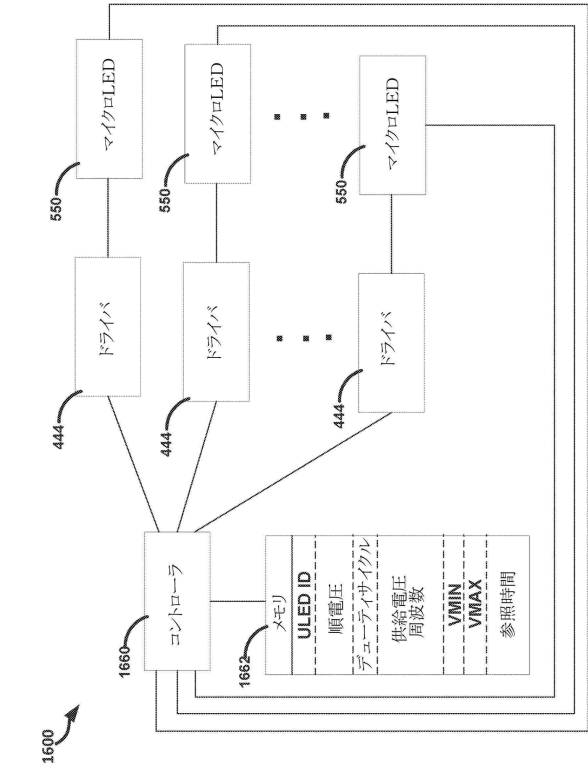 1600
1660
コントローラ
1662
メモリ
ULED ID
順電圧
デューティサイクル
供給電圧
周波数
VMIN
VMAX
参照時間
444
ドライバ
550
マイクロLED
444
ドライバ
550
マイクロLED
444
ドライバ
550
マイクロLED